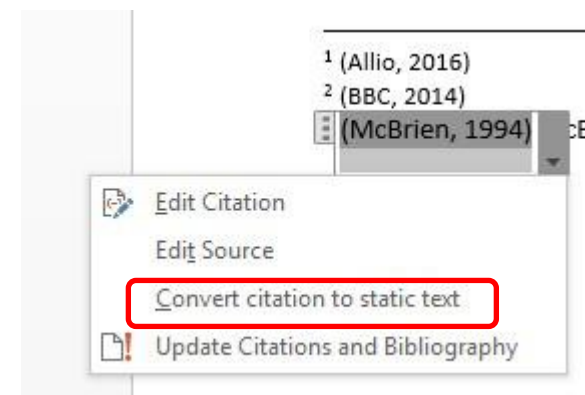 1 (Allio, 2016)
2 (BBC, 2014)
(McBrien, 1994)
Edit Citation
Edit Source
Convert citation to static text
Update Citations and Bibliography